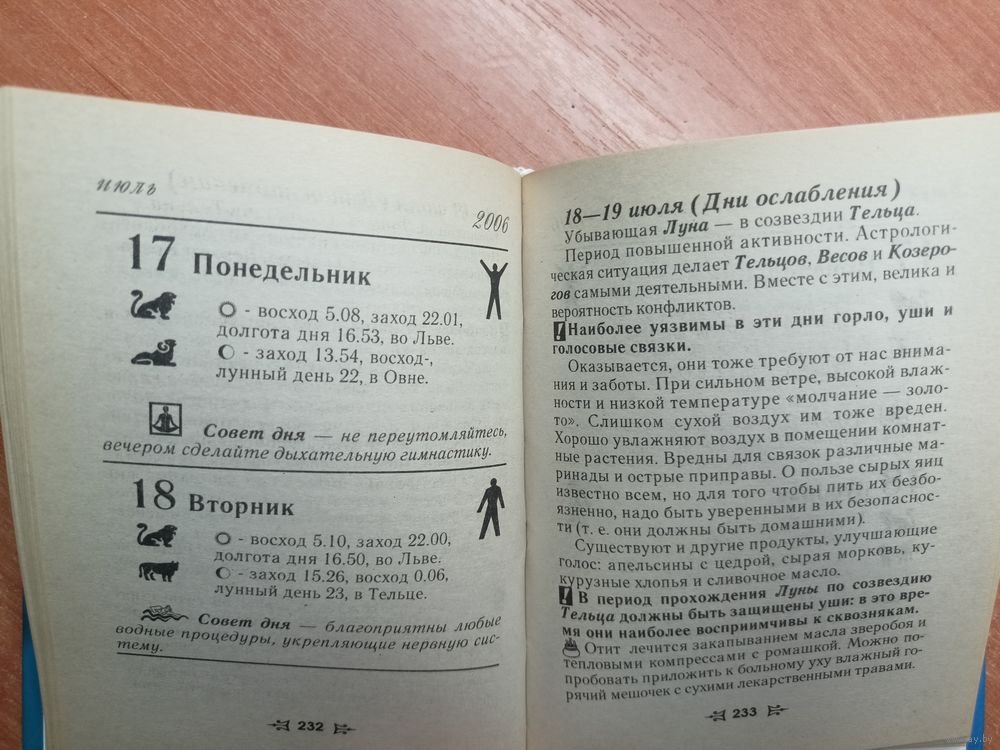 июль
2006
17 Понедельник
- восход 5.08, заход 22.01,
долгота дня 16.53, во Льве.
- заход 13.54, восход-,
лунный день 22, в Овне.
Совет дня — не переутомляйтесь,
вечером сделайте дыхательную гимнастику.
18 Вторник
- восход 5.10, заход 22.00,
долгота дня 16.50, во Льве.
- заход 15.26, восход 0.06,
лунный день 23, в Тельце.
Совет дня — благоприятны любые
водные процедуры, укрепляющие нервную сис-
тему.
232
18—19 июля (Дни ослабления)
Убывающая Луна — в созвездии Тельца.
Период повышенной активности. Астрологи-
ческая ситуация делает Тельцов, Весов и Козеро-
гов самыми деятельными. Вместе с этим, велика и
вероятность конфликтов.
! Наиболее уязвимы в эти дни горло, уши и
голосовые связки.
Оказывается, они тоже требуют от нас внима-
ния и заботы. При сильном ветре, высокой влаж-
ности и низкой температуре «молчание — золо-
то». Слишком сухой воздух им тоже вреден.
Хорошо увлажняют воздух в помещении комнат-
ные растения. Вредны для связок различные ма-
ринады и острые приправы. О пользе сырых яиц
известно всем, но для того чтобы пить их безбо-
язненно, надо быть уверенными в их безопаснос-
ти (т. е. они должны быть домашними).
Существуют и другие продукты, улучшающие
голос: апельсины с цедрой, сырая морковь, ку-
курузные хлопья и сливочное масло.
! В период прохождения Луны по созвездию
Тельца должны быть защищены уши: в это вре-
мя они наиболее восприимчивы к сквознякам.
Отит лечится закапыванием масла зверобоя и
тепловыми компрессами с ромашкой. Можно по-
пробовать приложить к больному уху влажный го-
рячий мешочек с сухими лекарственными травами.
233